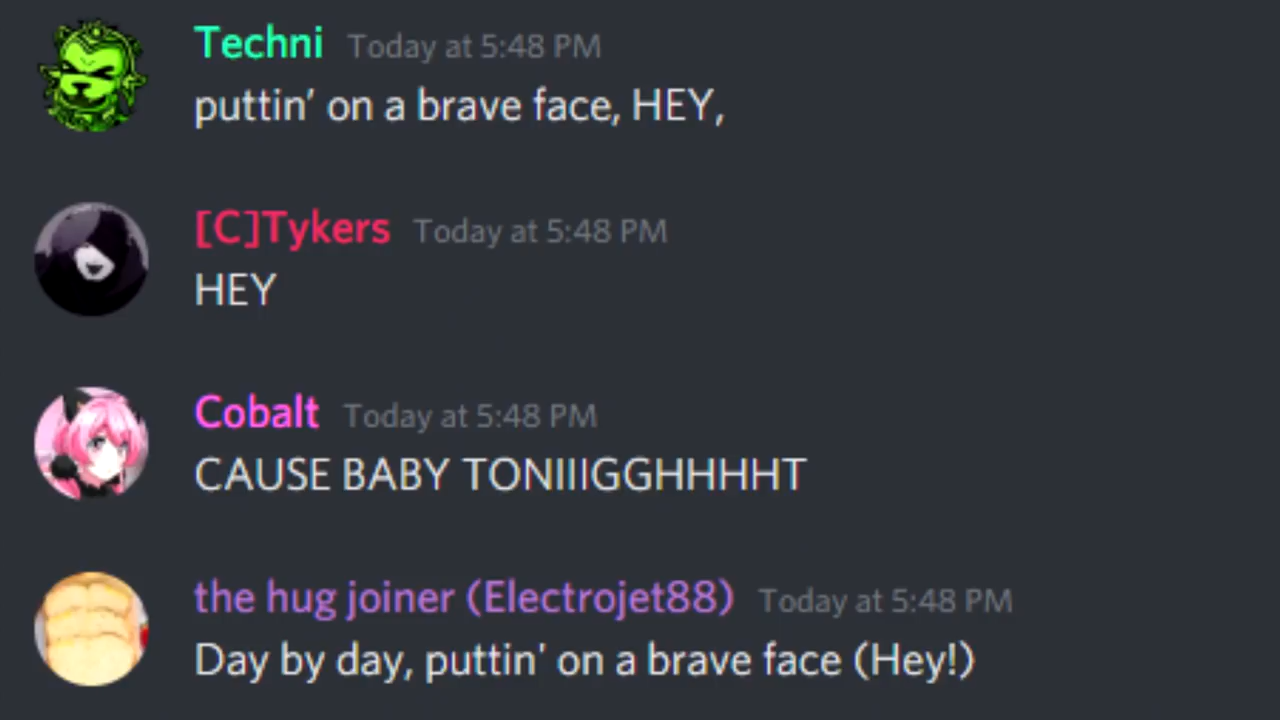 Techni Today at 5:48 PM
puttin’ on a brave face, HEY,
[C]Tykers Today at 5:48 PM
HEY
Cobalt Today at 5:48 PM
CAUSE BABY TONIIIGGHHHHT
the hug joiner (Electrojet88) Today at 5:48 PM
Day by day, puttin' on a brave face (Hey!)